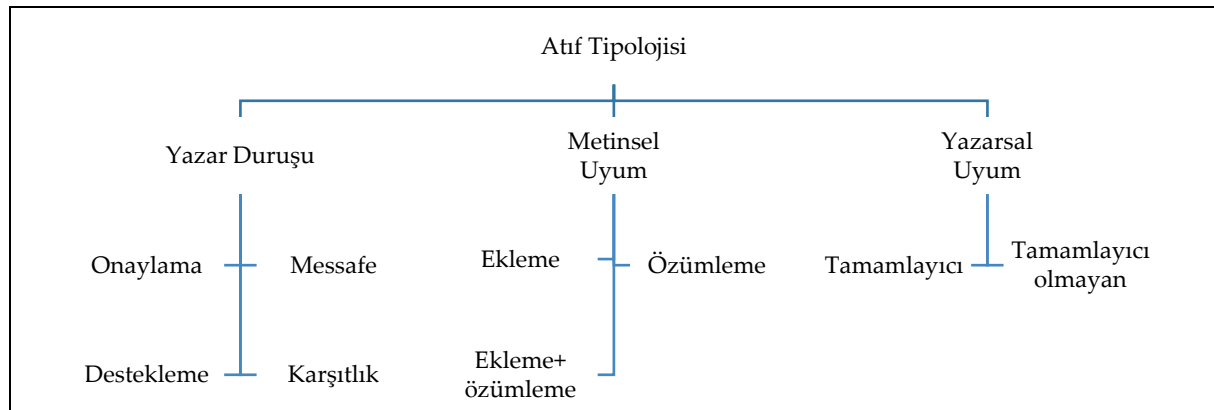 Atıf Tipolojisi
Yazar Duruşu
Metinsel
Uyum
Yazarsal
Uyum
Onaylama
Messafe
Ekleme
Özümleme
Tamamlayıcı
Tamamlayıcı
olmayan
Destekleme
Karşıtlık
Ekleme+
özümleme